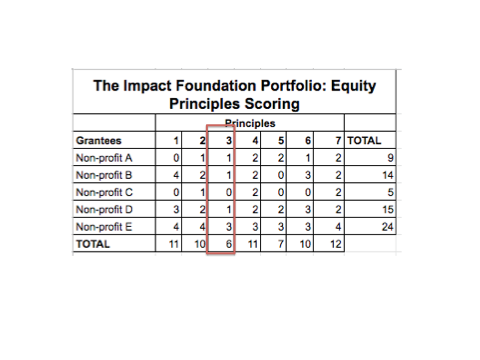 The Impact Foundation Portfolio: Equity
Principles Scoring
Principles
Grantees 1 2 3 4 5 6 7 TOTAL
Non-profit A 0 1 1 2 2 1 2 9
Non-profit B 4 2 1 2 0 3 2 14
Non-profit C 0 1 0 2 0 0 2 5
Non-profit D 3 2 1 2 2 3 2 15
Non-profit E 4 4 3 3 3 3 4 24
TOTAL 11 10 6 11 7 10 12